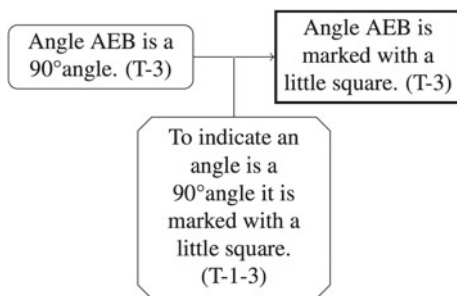 Angle AEB is a
90°angle. (T-3)
Angle AEB is
marked with a
little square. (T-3)
To indicate an
angle is a
90°angle it is
marked with a
little square.
(T-1-3)